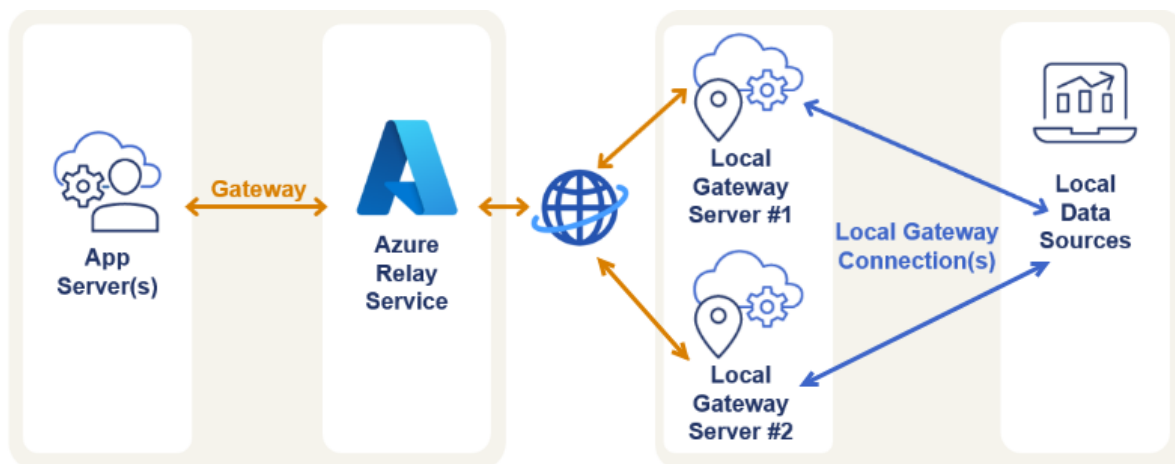 App
Server(s)
Gateway
Azure
Relay
Service
Local
Gateway
Server #1
Local
Gateway
Server #2
Local Gateway
Connection(s)
Local
Data
Sources